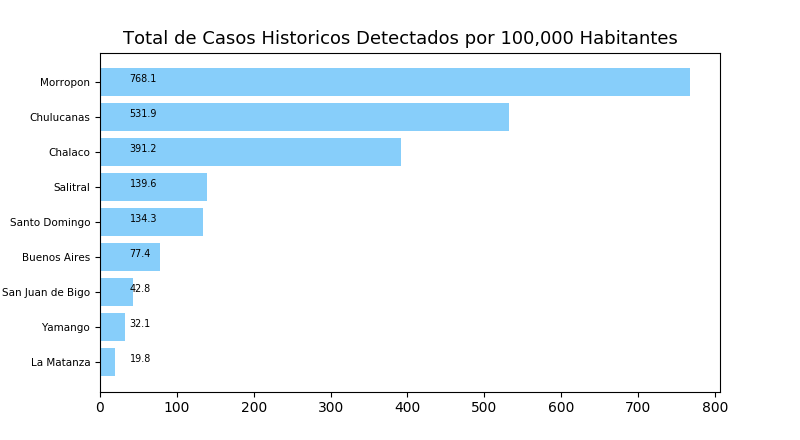 Total de Casos Historicos Detectados por 100,000 Habitantes
Morropon 768.1
Chulucanas 531.9
Chalaco 391.2
Salitral 139.6
Santo Domingo 134.3
Buenos Aires 77.4
San Juan de Bigo 42.8
Yamango 32.1
La Matanza 19.8
0 100 200 300 400 500 600 700 800